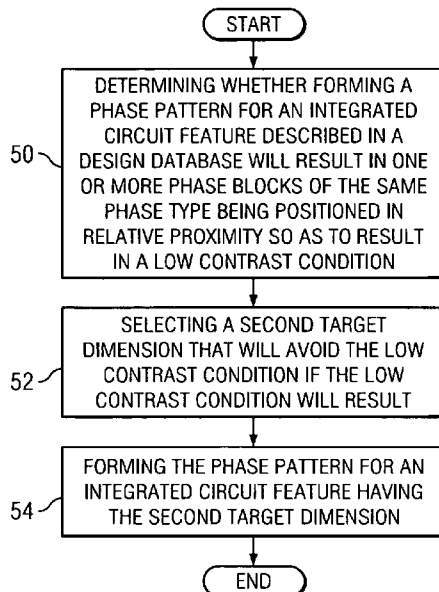 START
DETERMINING WHETHER FORMING A
PHASE PATTERN FOR AN INTEGRATED
CIRCUIT FEATURE DESCRIBED IN A
DESIGN DATABASE WILL RESULT IN ONE
OR MORE PHASE BLOCKS OF THE SAME
PHASE TYPE BEING POSITIONED IN
RELATIVE PROXIMITY SO AS TO RESULT
IN A LOW CONTRAST CONDITION
50
SELECTING A SECOND TARGET
DIMENSION THAT WILL AVOID THE LOW
CONTRAST CONDITION IF THE LOW
CONTRAST CONDITION WILL RESULT
52
FORMING THE PHASE PATTERN FOR AN
INTEGRATED CIRCUIT FEATURE HAVING
THE SECOND TARGET DIMENSION
54
END